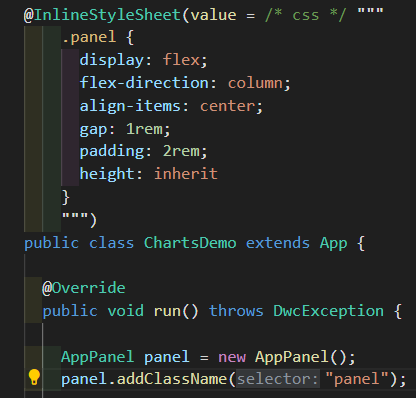 @InlineStyleSheet(value = /* css */ """
.panel {
display: flex;
flex-direction: column;
align-items: center;
gap: 1rem;
padding: 2rem;
height: inherit
}
""")
public class ChartsDemo extends App {
@Override
public void run() throws DwcException {
AppPanel panel = new AppPanel();
panel.addClassName(selector: "panel");